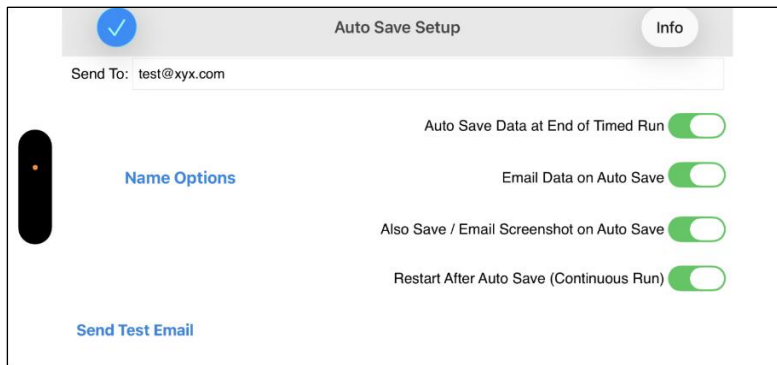 Auto Save Setup
Info
Send To: test@xyx.com
Auto Save Data at End of Timed Run
Name Options
Email Data on Auto Save
Also Save / Email Screenshot on Auto Save
Restart After Auto Save (Continuous Run)
Send Test Email